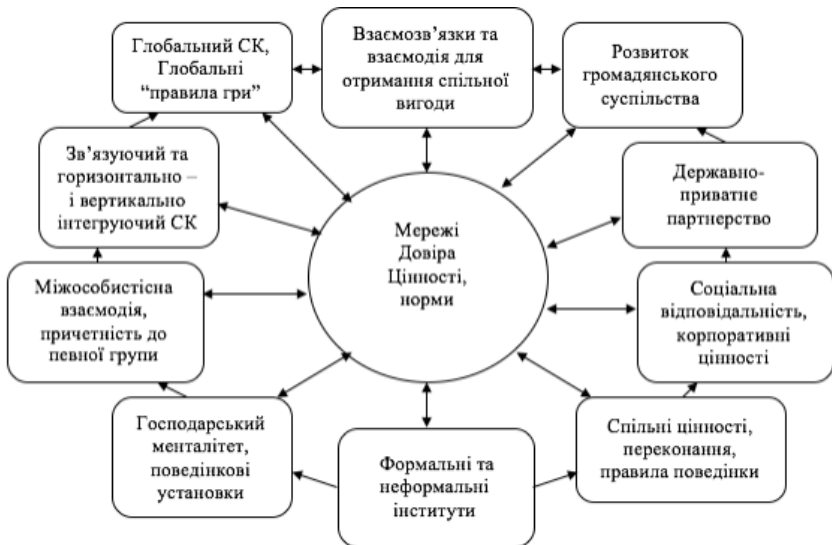 Глобальний СК,
Глобальні
“правила гри”
Взаємозв’язки та
взаємодія для
отримання спільної
вигоди
Розвиток
громадянського
суспільства
Зв’язуючий та
горизонтально –
і вертикально
інтегруючий СК
Мережі
Довіра
Цінності,
норми
Державно-
приватне
партнерство
Міжособистісна
взаємодія,
причетність до
певної групи
Соціальна
відповідальність,
корпоративні
цінності
Господарський
менталітет,
поведінкові
установки
Формальні та
неформальні
інститути
Спільні цінності,
переконання,
правила поведінки